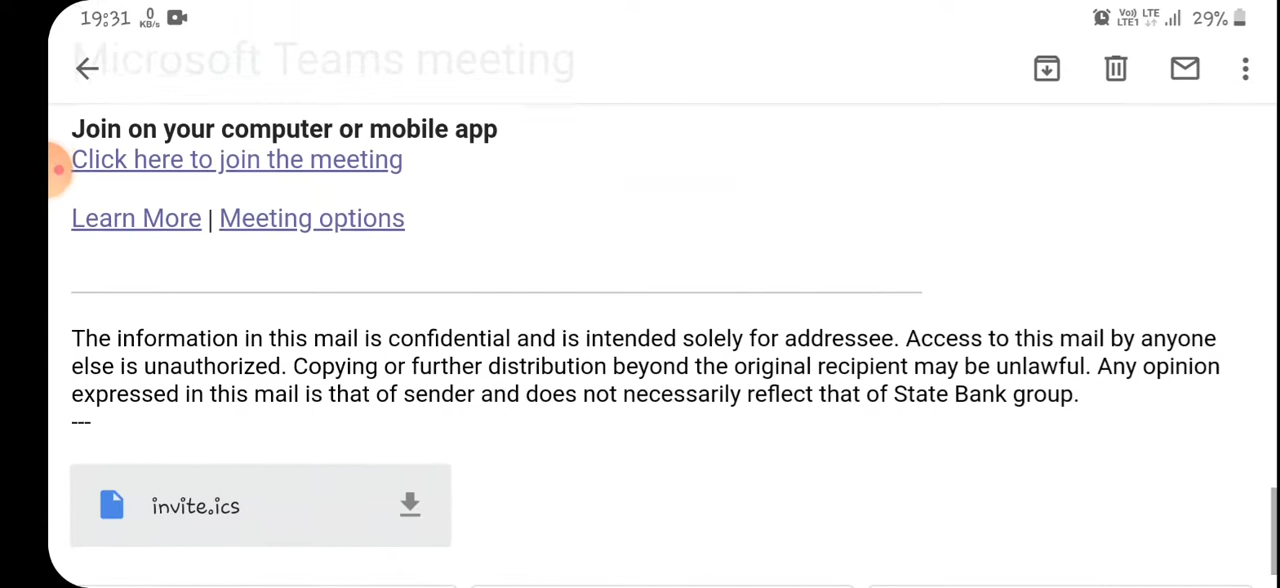 19:31 0 KB/s Vo) LTE LTE1 29%
Microsoft Teams meeting
Join on your computer or mobile app
Click here to join the meeting
Learn More | Meeting options
The information in this mail is confidential and is intended solely for addressee. Access to this mail by anyone
else is unauthorized. Copying or further distribution beyond the original recipient may be unlawful. Any opinion
expressed in this mail is that of sender and does not necessarily reflect that of State Bank group.
---
invite.ics